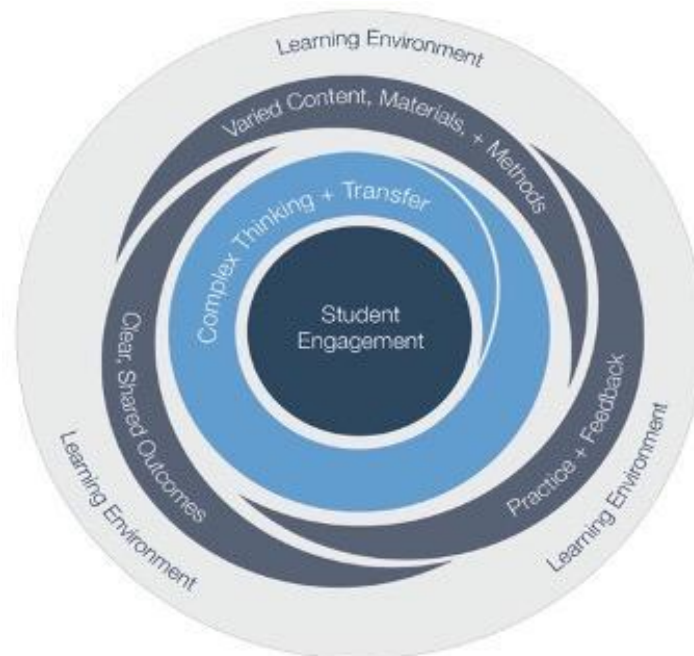 Learning Environment
Varied Content, Materials, + Methods
Complex Thinking + Transfer
Student
Engagement
Clear, Shared Outcomes
Practice + Feedback
Learning Environment
Learning Environment